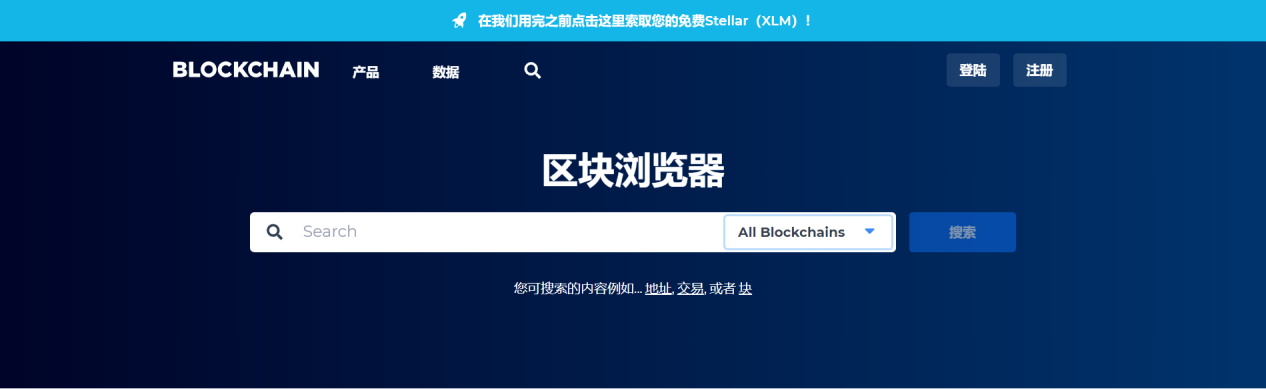 在我们用完之前点击这里索取您的免费Stellar（XLM）！
BLOCKCHAIN 产品 数据 登陆 注册
区块浏览器
Search All Blockchains 搜索
您可搜索的内容例如... 地址, 交易, 或者 块